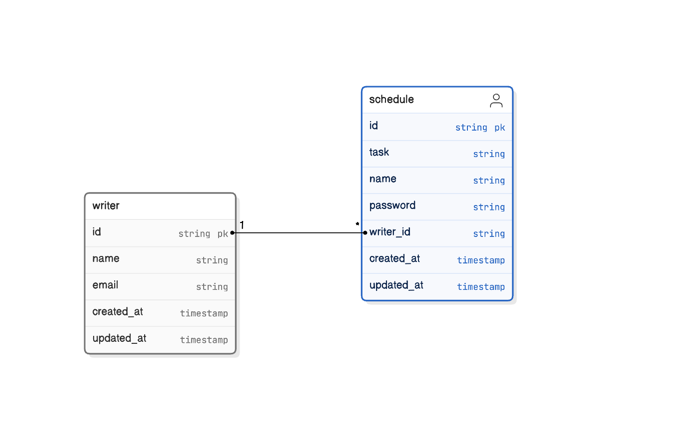 schedule
id string pk
task string
name string
password string
writer_id string
created_at timestamp
updated_at timestamp
writer
id string pk
name string
email string
created_at timestamp
updated_at timestamp
1
*